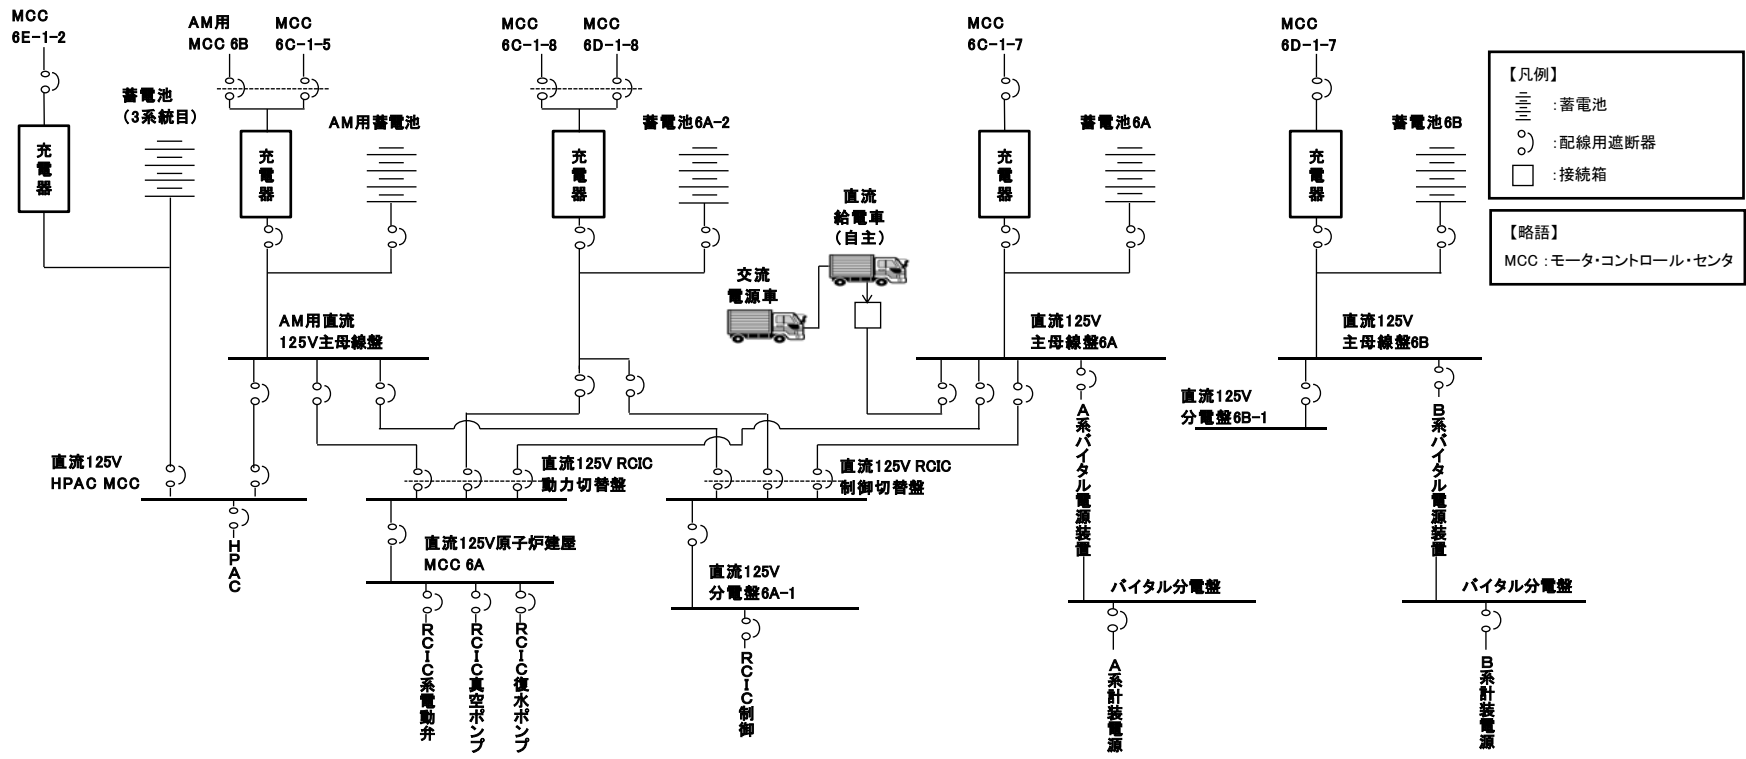 MCC
6E-1-2
AM用
MCC 6B
MCC
6C-1-5
MCC
6C-1-8
MCC
6D-1-8
MCC
6C-1-7
MCC
6D-1-7
蓄電池
(3系統目)
AM用蓄電池
蓄電池6A-2
蓄電池6A
蓄電池6B
充電器
充電器
充電器
充電器
充電器
【凡例】
:蓄電池
:配線用遮断器
:接続箱
【略語】
MCC:モータ・コントロール・センタ
直流
給電車
(自主)
交流
電源車
AM用直流
125V主母線盤
直流125V
主母線盤6A
直流125V
主母線盤6B
直流125V
分電盤6B-1
直流125V
HPAC MCC
直流125V RCIC
動力切替盤
直流125V RCIC
制御切替盤
A系バイタル電源装置
B系バイタル電源装置
HPAC
直流125V原子炉建屋
MCC 6A
直流125V
分電盤6A-1
バイタル分電盤
バイタル分電盤
RCIC系電動弁
RCIC真空ポンプ
RCIC復水ポンプ
RCIC制御
A系計装電源
B系計装電源